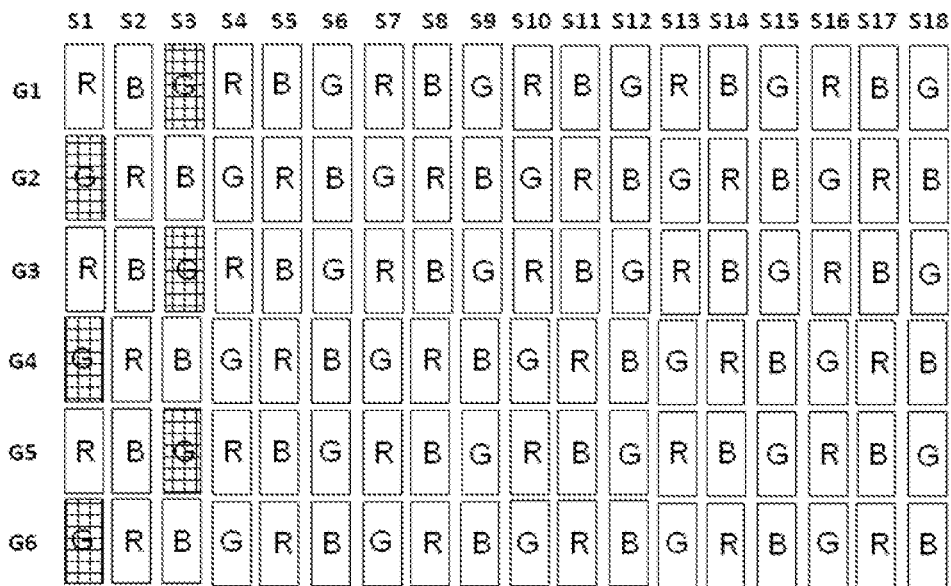 S1 S2 S3 S4 S5 S6 S7 S8 S9 S10 S11 S12 S13 S14 S15 S16 S17 S18
G1 R B G R B G R B G R B G R B G R B G
G2 G R B G R B G R B G R B G R B G R B
G3 R B G R B G R B G R B G R B G R B G
G4 G R B G R B G R B G R B G R B G R B
G5 R B G R B G R B G R B G R B G R B G
G6 G R B G R B G R B G R B G R B G R B